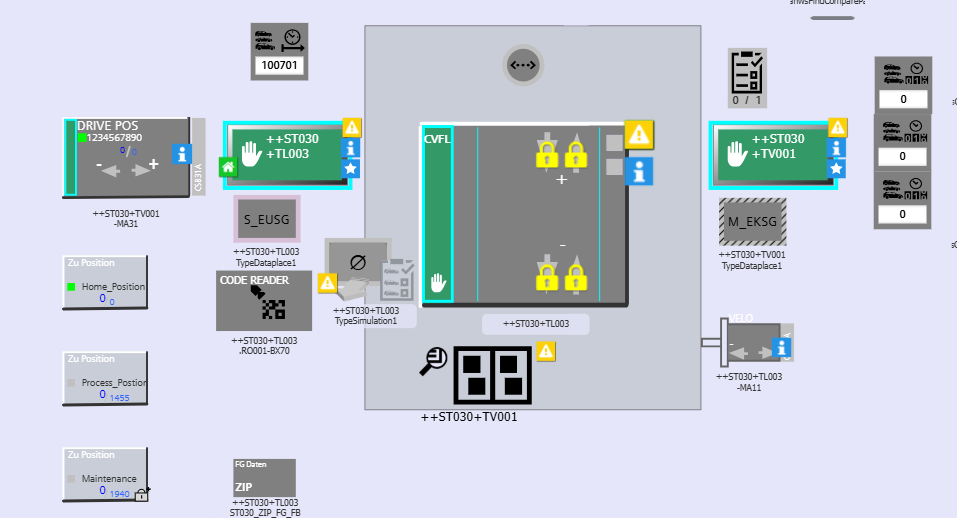 100701
0 / 1
0
0
0
DRIVE POS
1234567890
0/0
-
+
++ST030+TV001
-MA31
++ST030
+TL003
S_EUSG
++ST030+TL003
TypeDataplace1
CODE READER
++ST030+TL003
.RO001-BX70
Ø
++ST030+TL003
TypeSimulation1
CVFL
+
-
++ST030+TL003
++ST030+TV001
++ST030
+TV001
M_EKSG
++ST030+TV001
TypeDataplace1
VELO
-
++ST030+TL003
-MA11
Zu Position
Home_Position
0 0
Zu Position
Process_Postior
0 1455
Zu Position
Maintenance
0 1940
FG Daten
ZIP
++ST030+TL003
ST030_ZIP_FG_FB